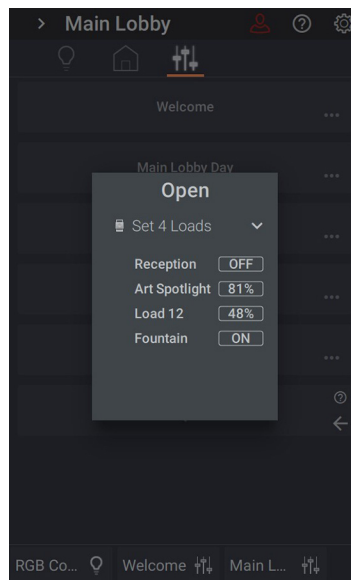 Main Lobby
Welcome
Main Lobby Day
Open
Set 4 Loads
Reception OFF
Art Spotlight 81%
Load 12 48%
Fountain ON
RGB Co... Welcome Main L...